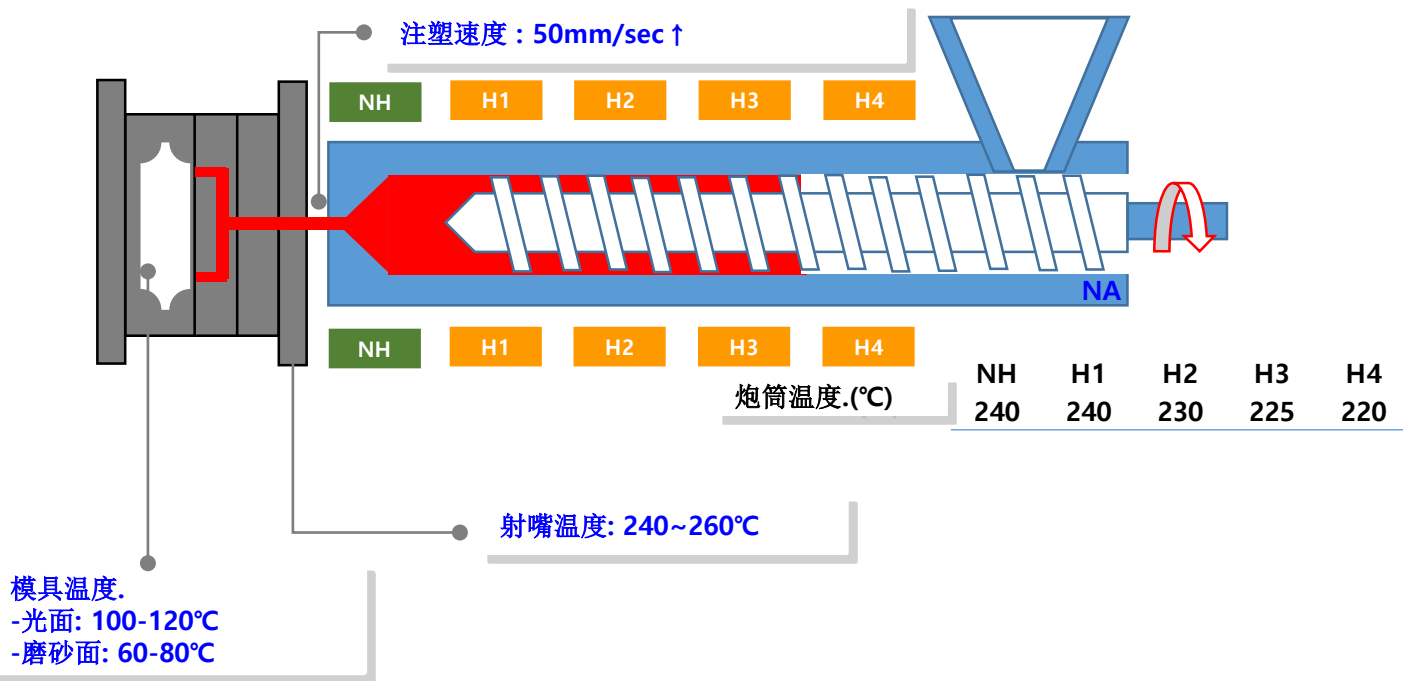 注塑速度 : 50mm/sec ↑
NH H1 H2 H3 H4
NA
NH H1 H2 H3 H4
炮筒温度.(℃)
NH H1 H2 H3 H4
240 240 230 225 220
射嘴温度: 240~260℃
模具温度.
-光面: 100-120℃
-磨砂面: 60-80℃